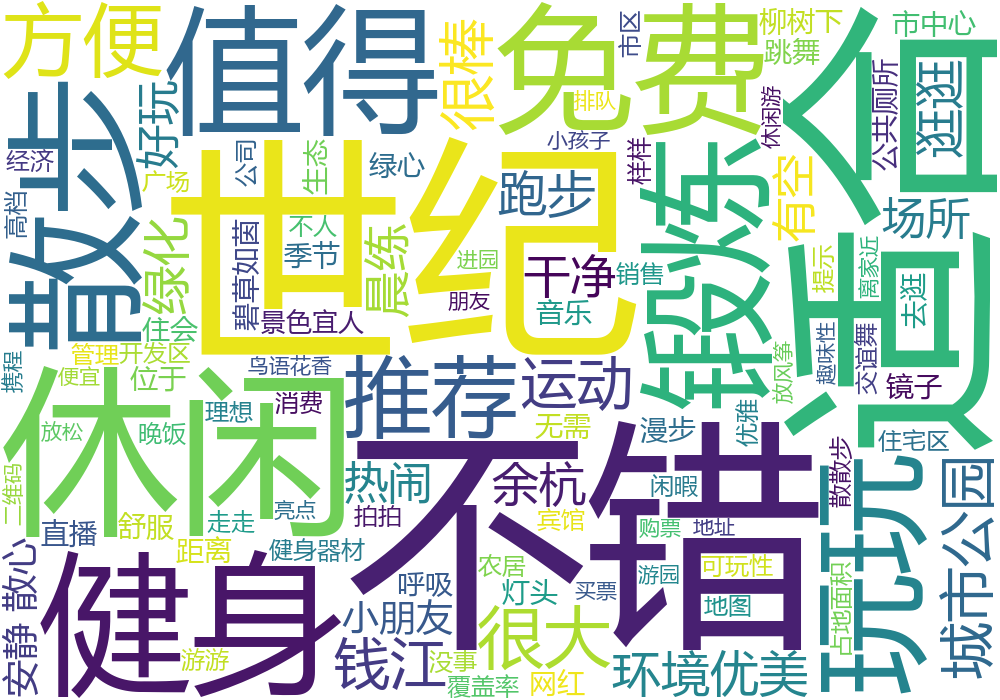 方便
值得
很棒
免费
市区
柳树下
跳舞
市中心
适合
散步
好玩
经济
广场
公司
生态
绿心
小孩子
排队
样样
休闲游
公共厕所
逛逛
世纪
跑步
锻炼
有空
场所
高档
绿化
碧草如茵
不人
季节
晨练
进园
朋友
干净
销售
音乐
景色宜人
提示
离家近
去逛
住会
管理
开发区
携程
便宜
位于
鸟语花香
推荐
运动
放风筝
趣味性
交谊舞
镜子
休闲
放松
晚饭
理想
消费
无需
漫步
优雅
住宅区
散散步
二维码
直播
舒服
走走
亮点
拍拍
热闹
余杭
不错
宾馆
闲暇
购票
地址
玩玩
城市公园
距离
健身器材
散心
安静
健身
呼吸
小朋友
农居
灯头
买票
游园
可玩性
地图
占地面积
游游
钱江
没事
很大
覆盖率
网红
环境优美